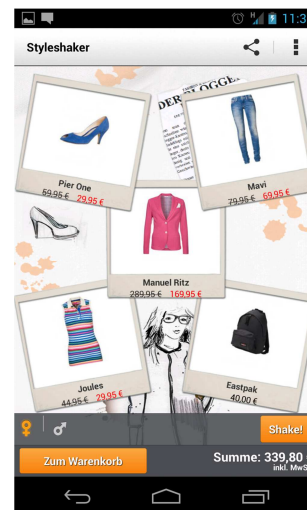 11:3
Styleshaker
DER BLOGGE
Pier One
59,95 € 29,95 €
Mavi
79,95 € 69,95 €
Manuel Ritz
289,95 € 169,95 €
Joules
44,95 € 29,95 €
Eastpak
40,00 €
Shake!
Zum Warenkorb
Summe: 339,80
inkl. MwS